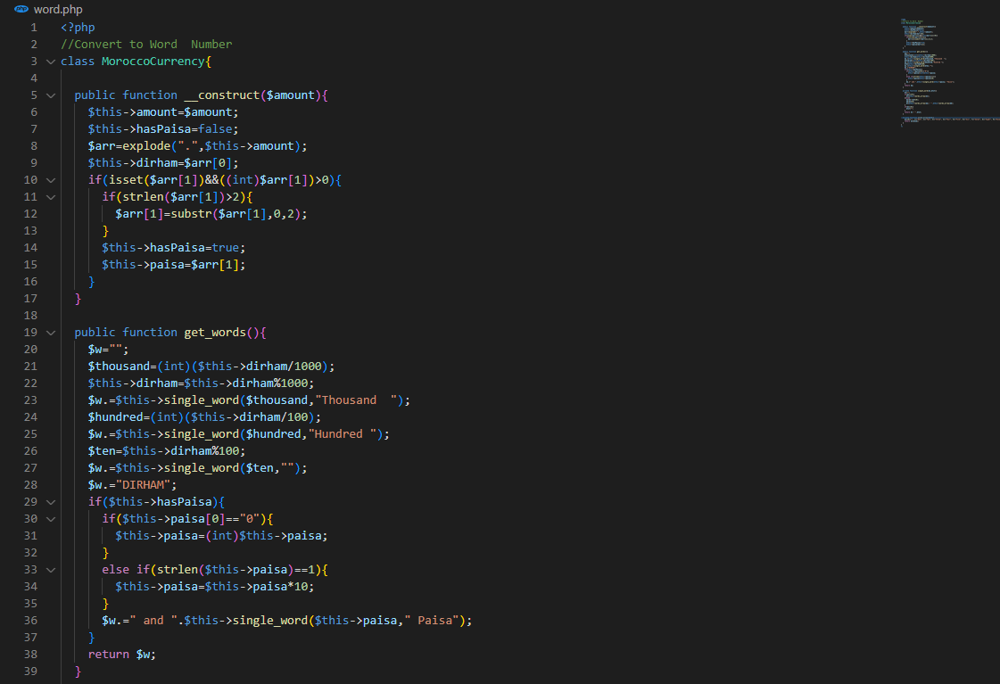 php word.php
1 <?php
2 //Convert to Word  Number
3 class MoroccoCurrency{
4
5   public function __construct($amount){
6     $this->amount=$amount;
7     $this->hasPaisa=false;
8     $arr=explode(".",$this->amount);
9     $this->dirham=$arr[0];
10     if(isset($arr[1])&&((int)$arr[1])>0){
11       if(strlen($arr[1])>2){
12         $arr[1]=substr($arr[1],0,2);
13       }
14       $this->hasPaisa=true;
15       $this->paisa=$arr[1];
16     }
17   }
18
19   public function get_words(){
20     $w="";
21     $thousand=(int)($this->dirham/1000);
22     $this->dirham=$this->dirham%1000;
23     $w.=$this->single_word($thousand,"Thousand  ");
24     $hundred=(int)($this->dirham/100);
25     $w.=$this->single_word($hundred,"Hundred ");
26     $ten=$this->dirham%100;
27     $w.=$this->single_word($ten,"");
28     $w.="DIRHAM";
29     if($this->hasPaisa){
30       if($this->paisa[0]=="0"){
31         $this->paisa=(int)$this->paisa;
32       }
33       else if(strlen($this->paisa)==1){
34         $this->paisa=$this->paisa*10;
35       }
36       $w.=" and ".$this->single_word($this->paisa," Paisa");
37     }
38     return $w;
39   }